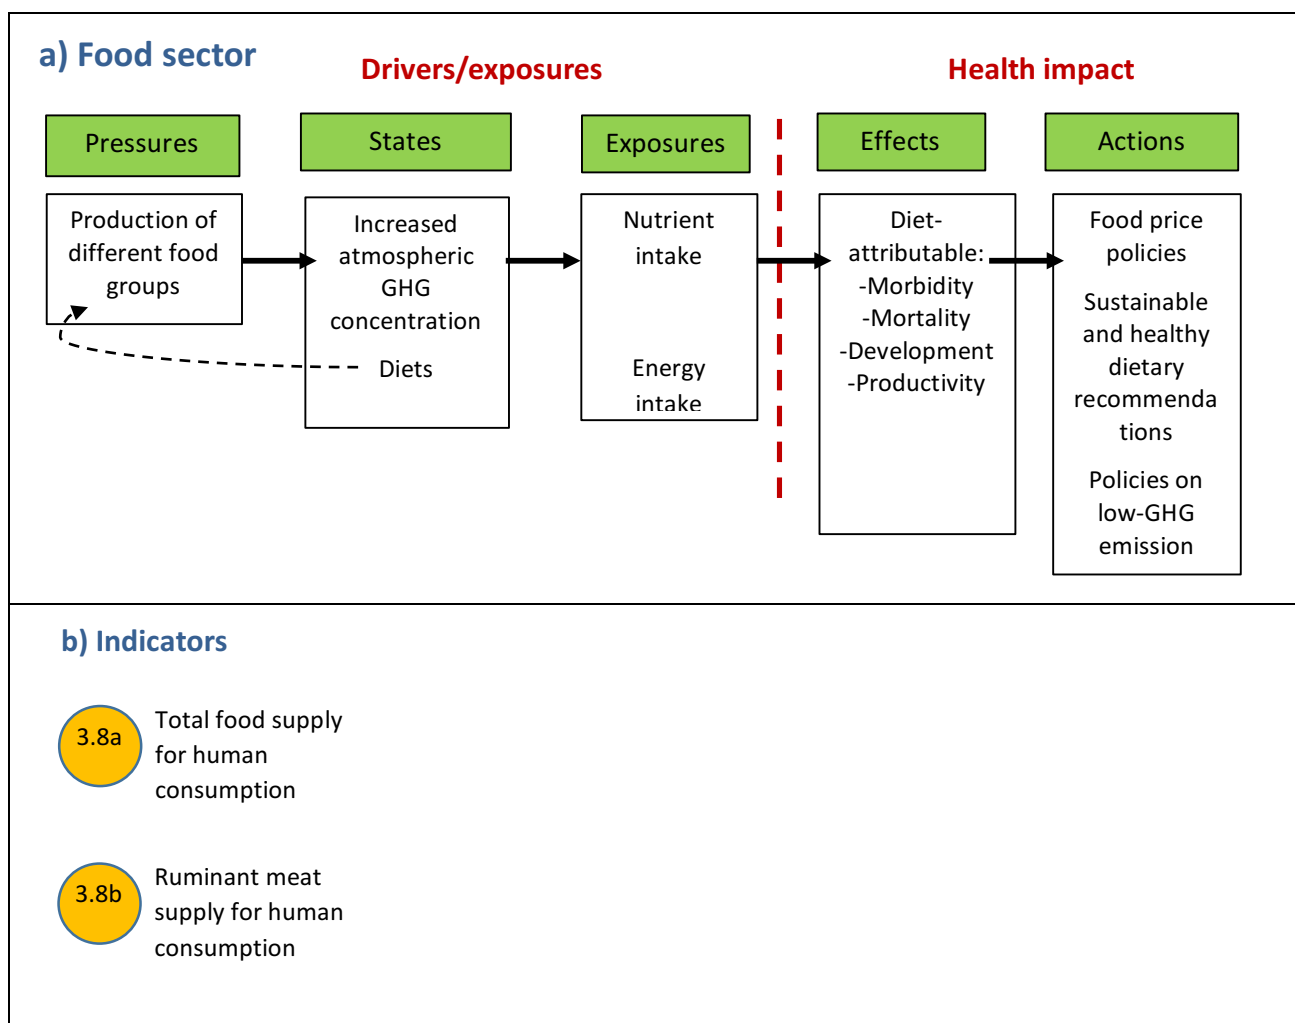 a) Food sector
Drivers/exposures
Health impact
Pressures
States
Exposures
Effects
Actions
Production of
different food
groups
Increased
atmospheric
GHG
concentration
Diets
Nutrient
intake
Energy
intake
Diet-
attributable:
-Morbidity
-Mortality
-Development
-Productivity
Food price
policies
Sustainable
and healthy
dietary
recommenda
tions
Policies on
low-GHG
emission
b) Indicators
3.8a
Total food supply
for human
consumption
3.8b
Ruminant meat
supply for human
consumption